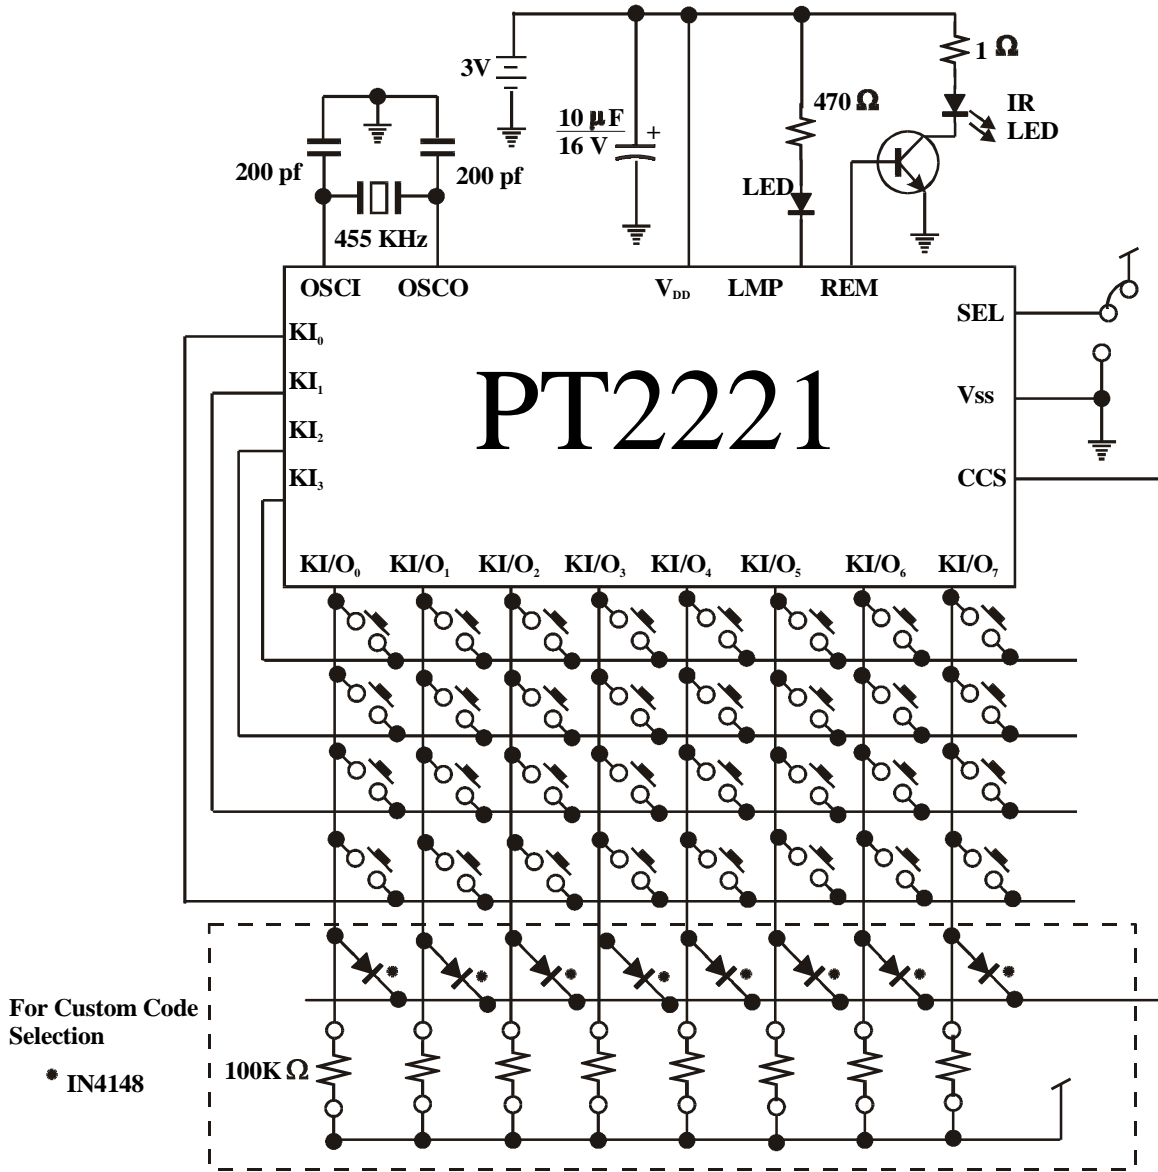 1 Ω
3V
10 μF
16 V
+
470 Ω
IR
LED
200 pf
200 pf
LED
455 KHz
OSCI
OSCO
VDD
LMP
REM
SEL
KI0
KI1
PT2221
Vss
KI2
KI3
CCS
KI/O0
KI/O1
KI/O2
KI/O3
KI/O4
KI/O5
KI/O6
KI/O7
For Custom Code
Selection
100K Ω
IN4148